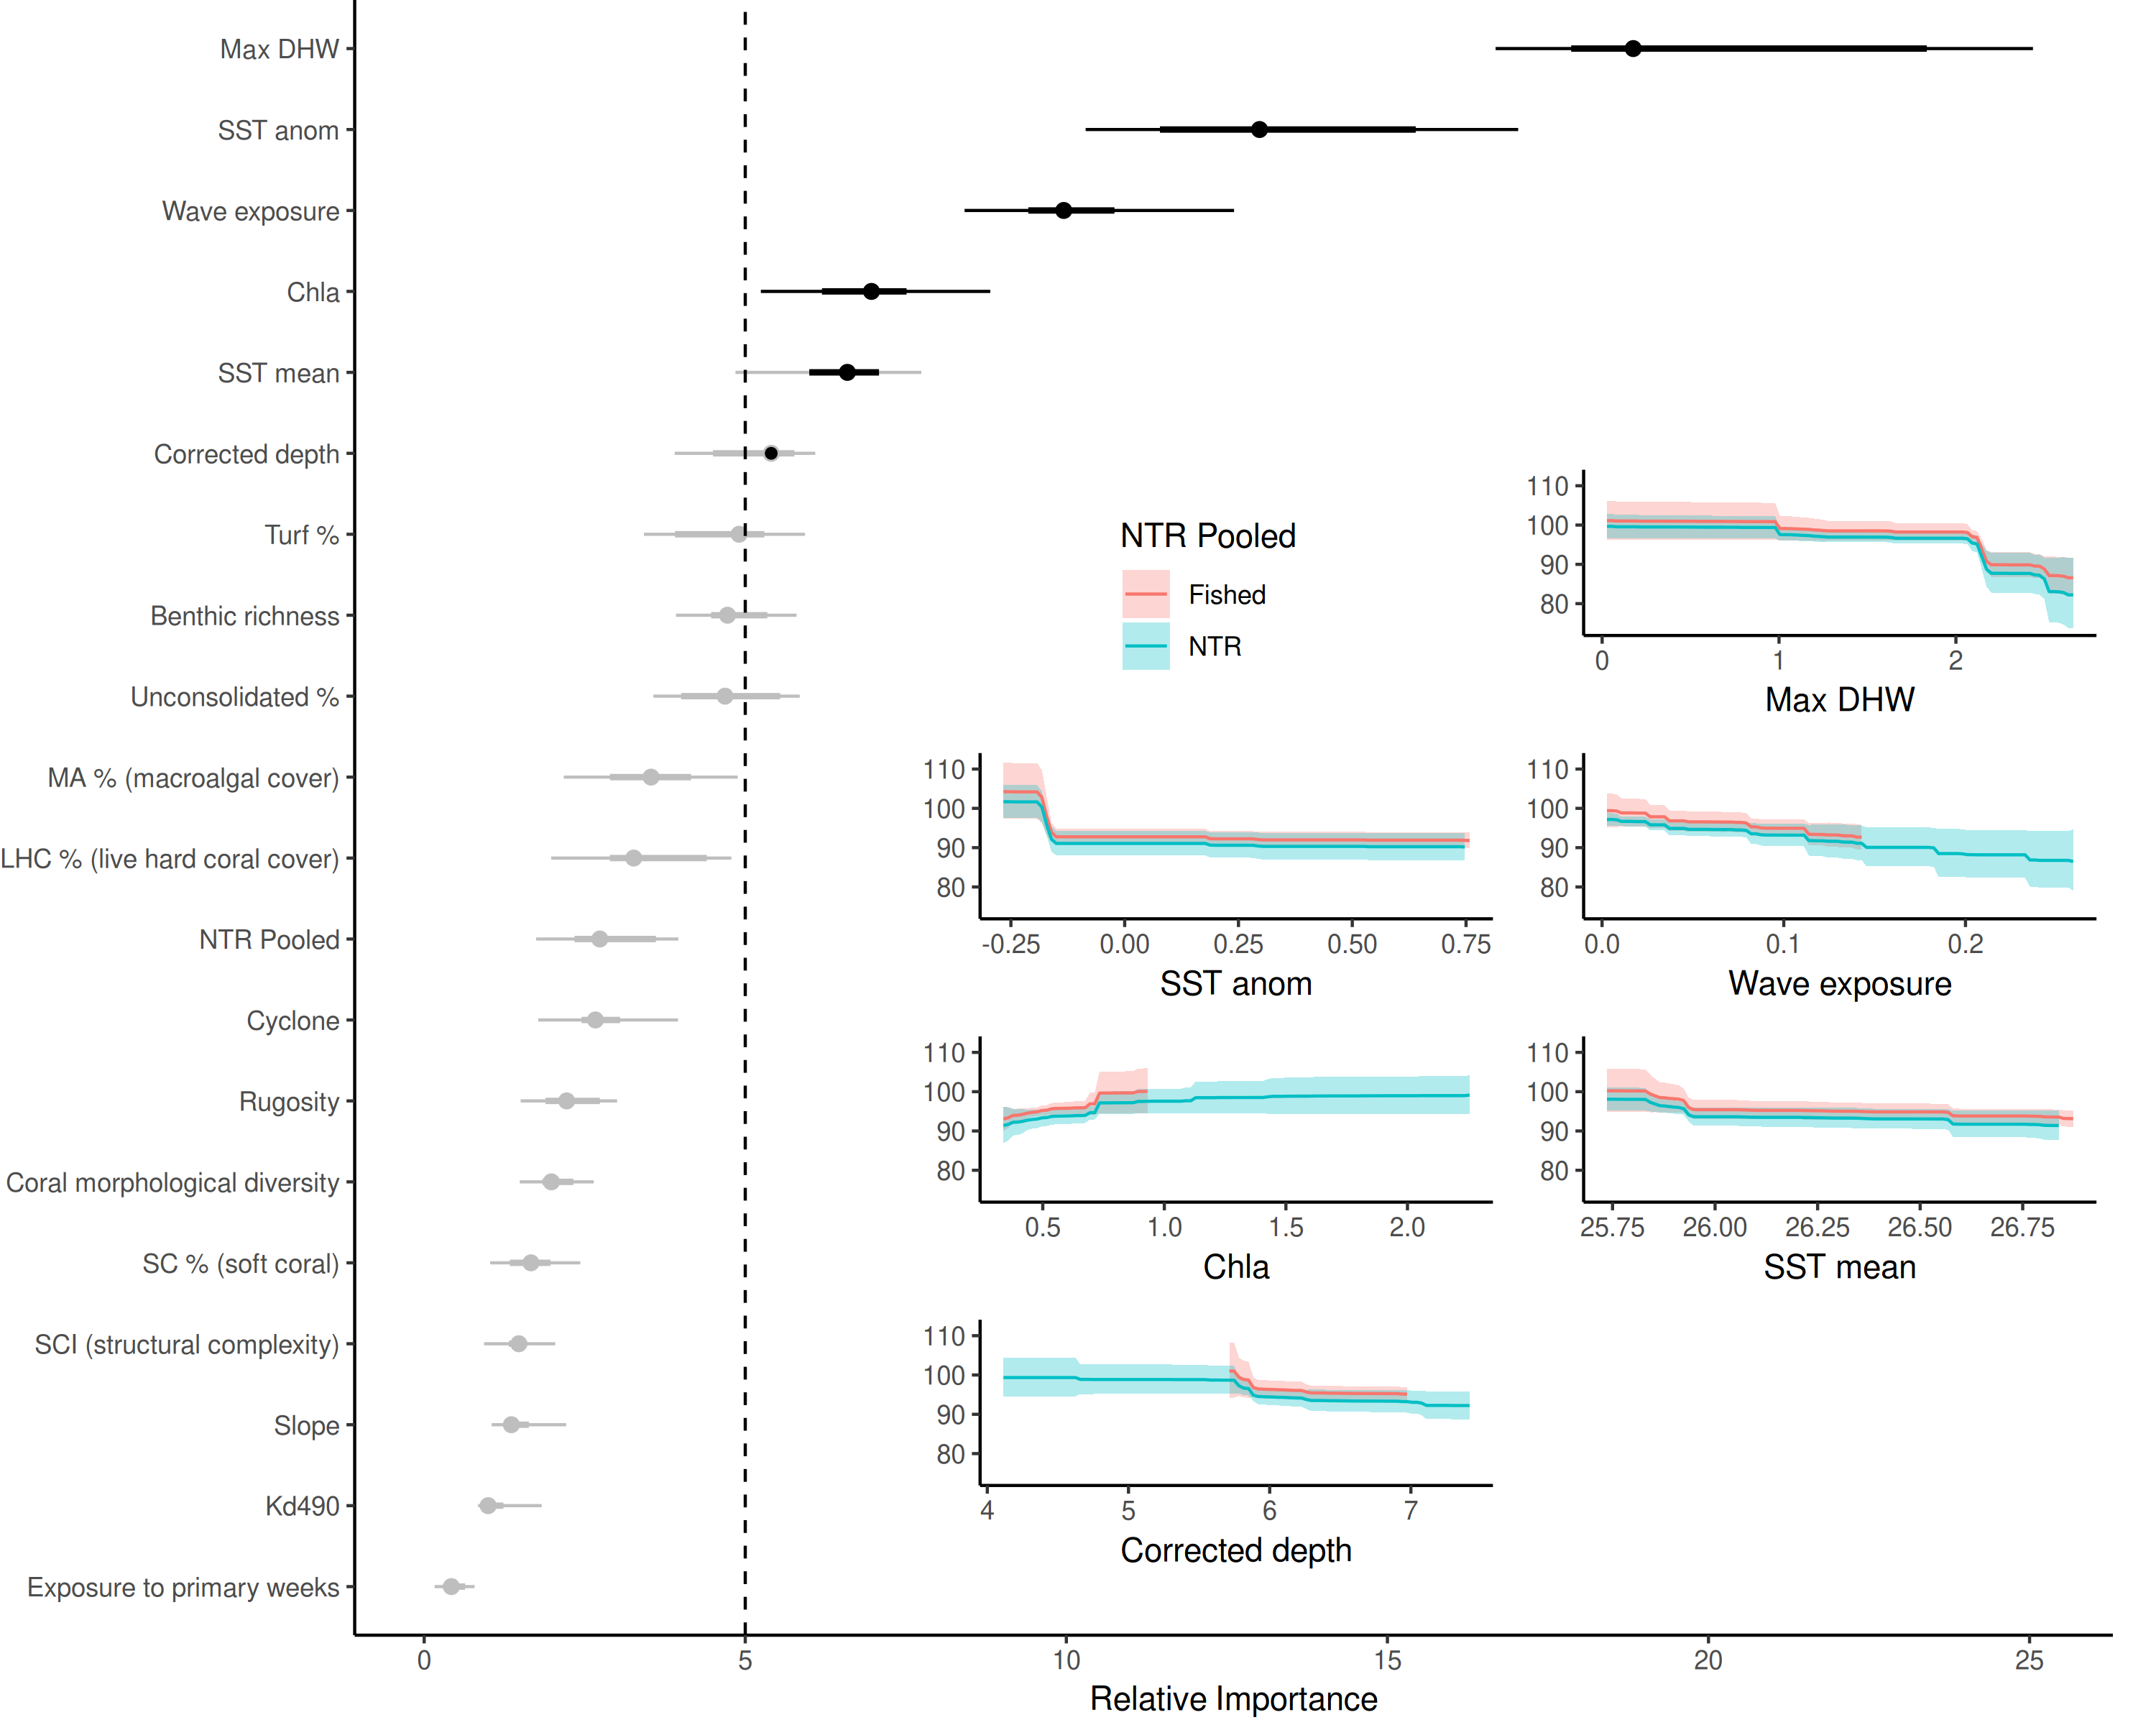 Max DHW
SST anom
Wave exposure
Chla
SST mean
Corrected depth
Turf %
Benthic richness
Unconsolidated %
MA % (macroalgal cover)
LHC % (live hard coral cover)
NTR Pooled
Cyclone
Rugosity
Coral morphological diversity
SC % (soft coral)
SCI (structural complexity)
Slope
Kd490
Exposure to primary weeks
0 5 10 15 20 25
Relative Importance
NTR Pooled
Fished
NTR
110
100
90
80
0 1 2
Max DHW
110
100
90
80
-0.25 0.00 0.25 0.50 0.75
SST anom
110
100
90
80
0.0 0.1 0.2
Wave exposure
110
100
90
80
0.5 1.0 1.5 2.0
Chla
110
100
90
80
25.75 26.00 26.25 26.50 26.75
SST mean
110
100
90
80
4 5 6 7
Corrected depth